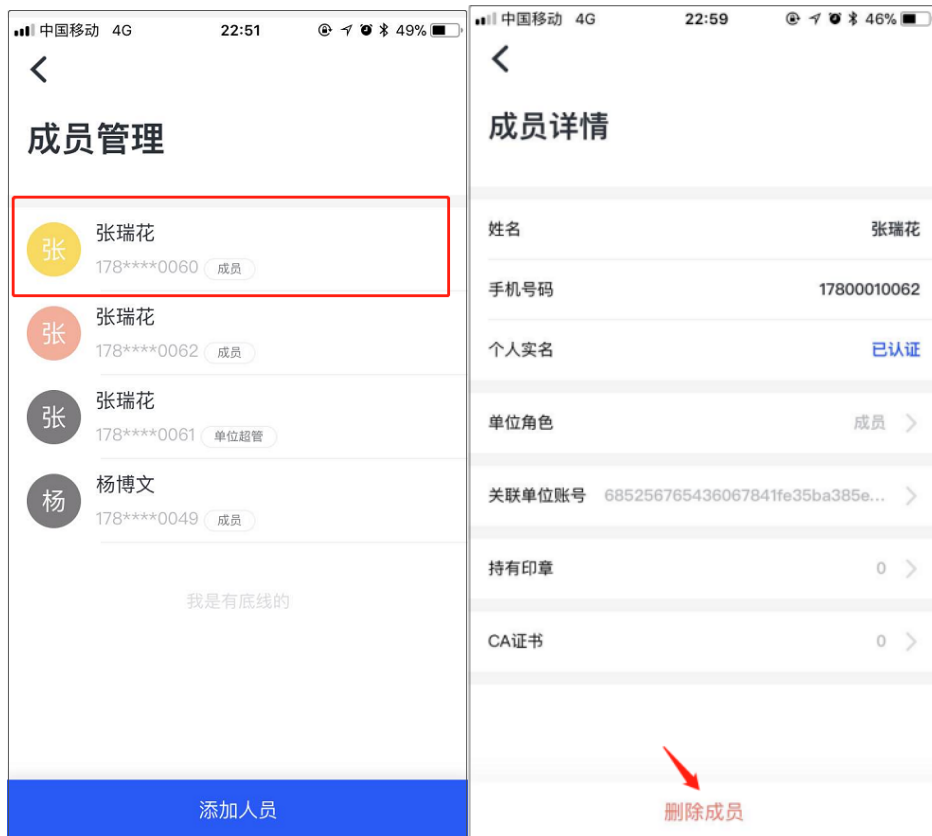 中国移动 4G 22:51 49%
成员管理
张
张瑞花
178****0060 成员
张
张瑞花
178****0062 成员
张
张瑞花
178****0061 单位超管
杨
杨博文
178****0049 成员
我是有底线的
添加人员
中国移动 4G 22:59 46%
成员详情
姓名 张瑞花
手机号码 17800010062
个人实名 已认证
单位角色 成员
关联单位账号 685256765436067841fe35ba385e...
持有印章 0
CA证书 0
删除成员